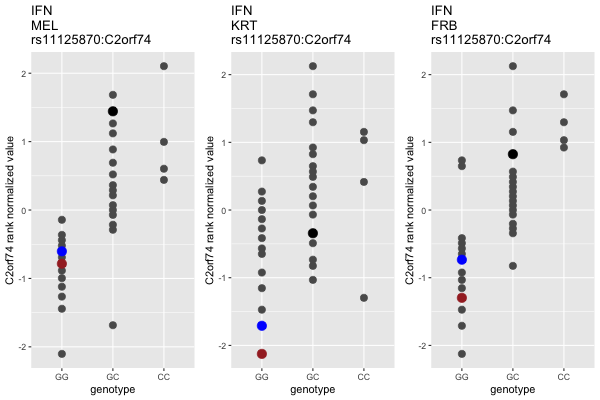 IFN
MEL
rs11125870:C2orf74
C2orf74 rank normalized value
2
1
0
-1
-2
GG
GC
CC
genotype
IFN
KRT
rs11125870:C2orf74
C2orf74 rank normalized value
2
1
0
-1
-2
GG
GC
CC
genotype
IFN
FRB
rs11125870:C2orf74
C2orf74 rank normalized value
2
1
0
-1
-2
GG
GC
CC
genotype